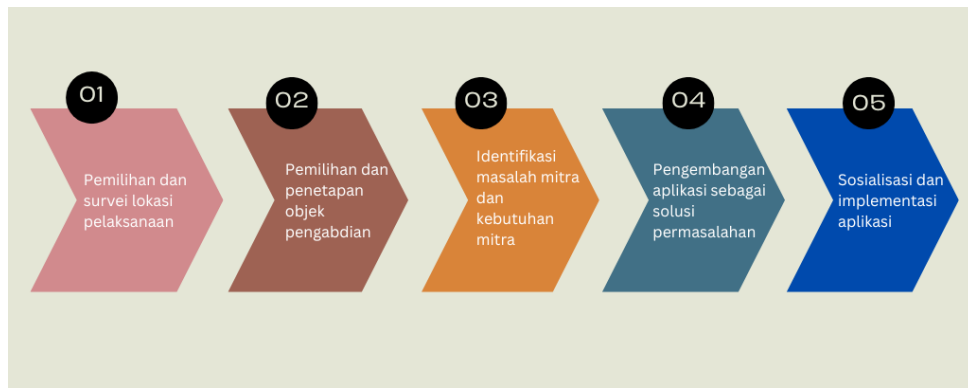 01
Pemilihan dan
survei lokasi
pelaksanaan
02
Pemilihan dan
penetapan
objek
pengabdian
03
Identifikasi
masalah mitra
dan
kebutuhan
mitra
04
Pengembangan
aplikasi sebagai
solusi
permasalahan
05
Sosialisasi dan
implementasi
aplikasi